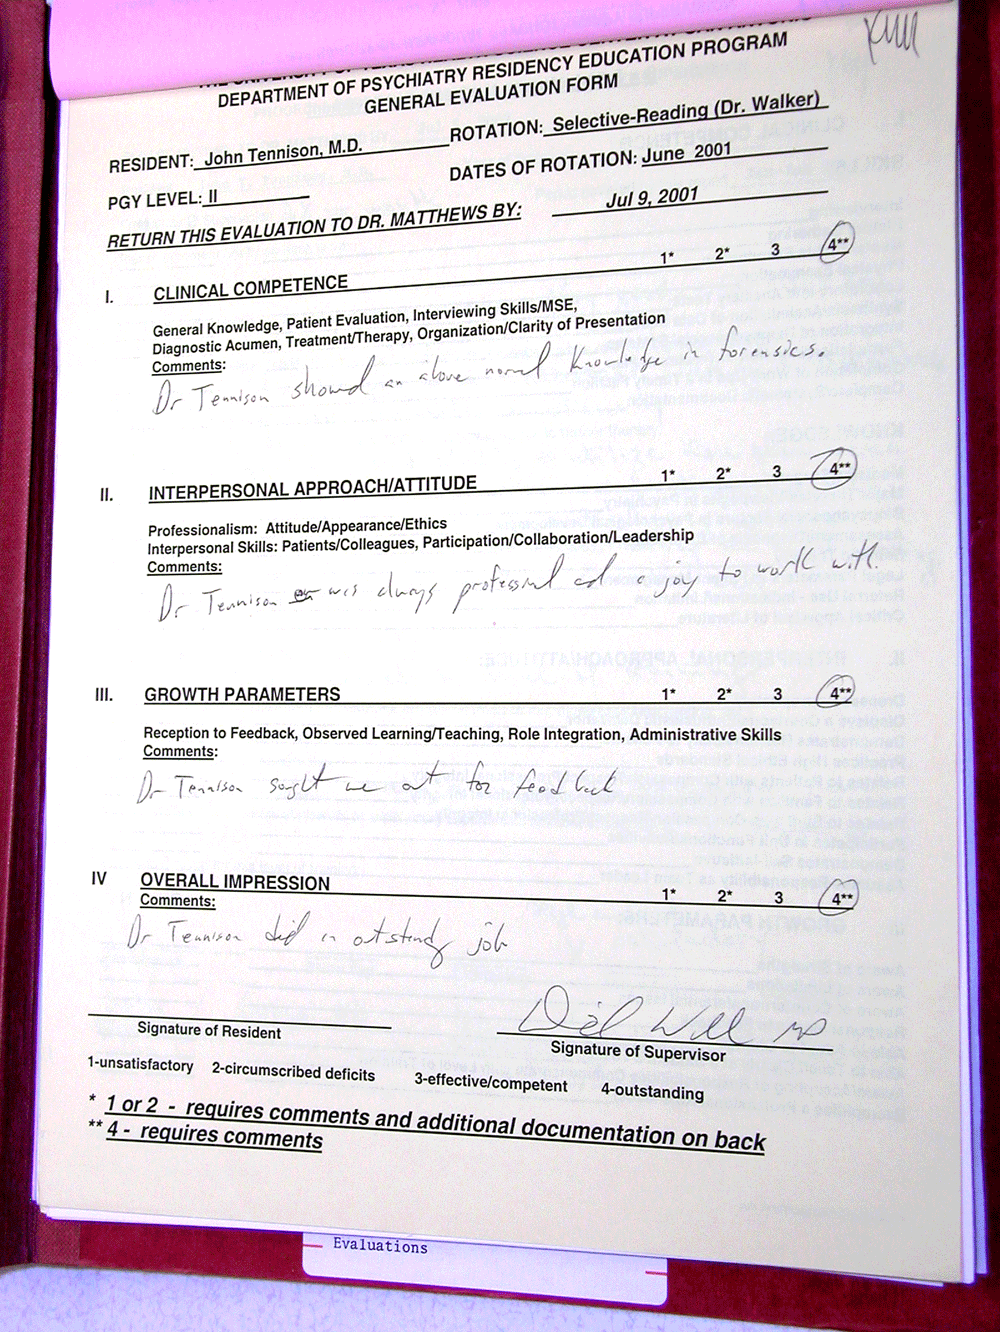 DEPARTMENT OF PSYCHIATRY RESIDENCY EDUCATION PROGRAM
GENERAL EVALUATION FORM
RESIDENT: John Tennison, M.D. ROTATION: Selective-Reading (Dr. Walker)
PGY LEVEL: II DATES OF ROTATION: June 2001
RETURN THIS EVALUATION TO DR. MATTHEWS BY: Jul 9, 2001
I. CLINICAL COMPETENCE 1* 2* 3 4**
General Knowledge, Patient Evaluation, Interviewing Skills/MSE,
Diagnostic Acumen, Treatment/Therapy, Organization/Clarity of Presentation
Comments:
Dr Tennison showed an above normal Knowledge in forensics.
II. INTERPERSONAL APPROACH/ATTITUDE 1* 2* 3 4**
Professionalism: Attitude/Appearance/Ethics
Interpersonal Skills: Patients/Colleagues, Participation/Collaboration/Leadership
Comments:
Dr Tennison was always professional and a joy to work with.
III. GROWTH PARAMETERS 1* 2* 3 4**
Reception to Feedback, Observed Learning/Teaching, Role Integration, Administrative Skills
Comments:
Dr Tennison sought me out for feedback
IV OVERALL IMPRESSION 1* 2* 3 4**
Comments:
Dr Tennison did an outstandy job
Signature of Resident
Signature of Supervisor
1-unsatisfactory 2-circumscribed deficits 3-effective/competent 4-outstanding
* 1 or 2 - requires comments and additional documentation on back
** 4 - requires comments
Evaluations